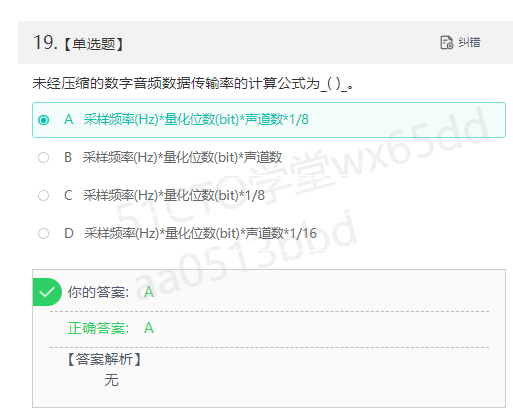 19.【单选题】
纠错
未经压缩的数字音频数据传输率的计算公式为_( )_。
A 采样频率(Hz)*量化位数(bit)*声道数*1/8
B 采样频率(Hz)*量化位数(bit)*声道数
C 采样频率(Hz)*量化位数(bit)*1/8
D 采样频率(Hz)*量化位数(bit)*声道数*1/16
51CTO学堂wx65dd
aa0513bbd
你的答案: A
正确答案: A
【答案解析】
无